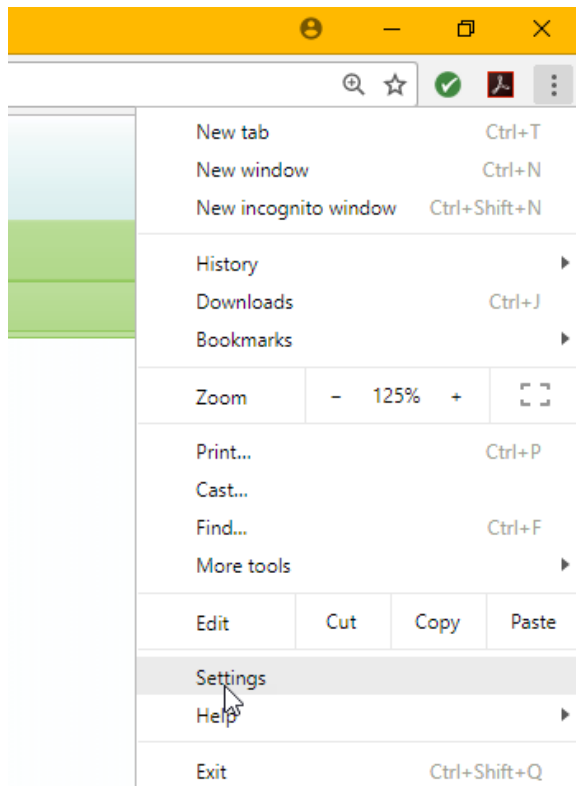 New tab Ctrl+T
New window Ctrl+N
New incognito window Ctrl+Shift+N
History
Downloads Ctrl+J
Bookmarks
Zoom - 125% +
Print... Ctrl+P
Cast...
Find... Ctrl+F
More tools
Edit Cut Copy Paste
Settings
Help
Exit Ctrl+Shift+Q